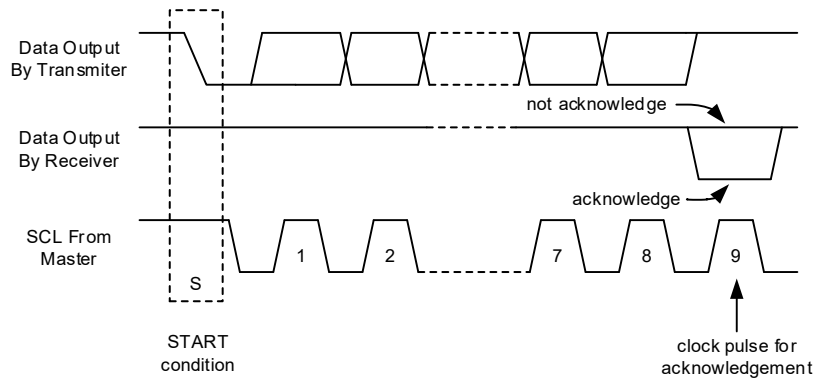 Data Output
By Transmiter
not acknowledge
Data Output
By Receiver
acknowledge
SCL From
Master
1
2
7
8
9
S
START
condition
clock pulse for
acknowledgement